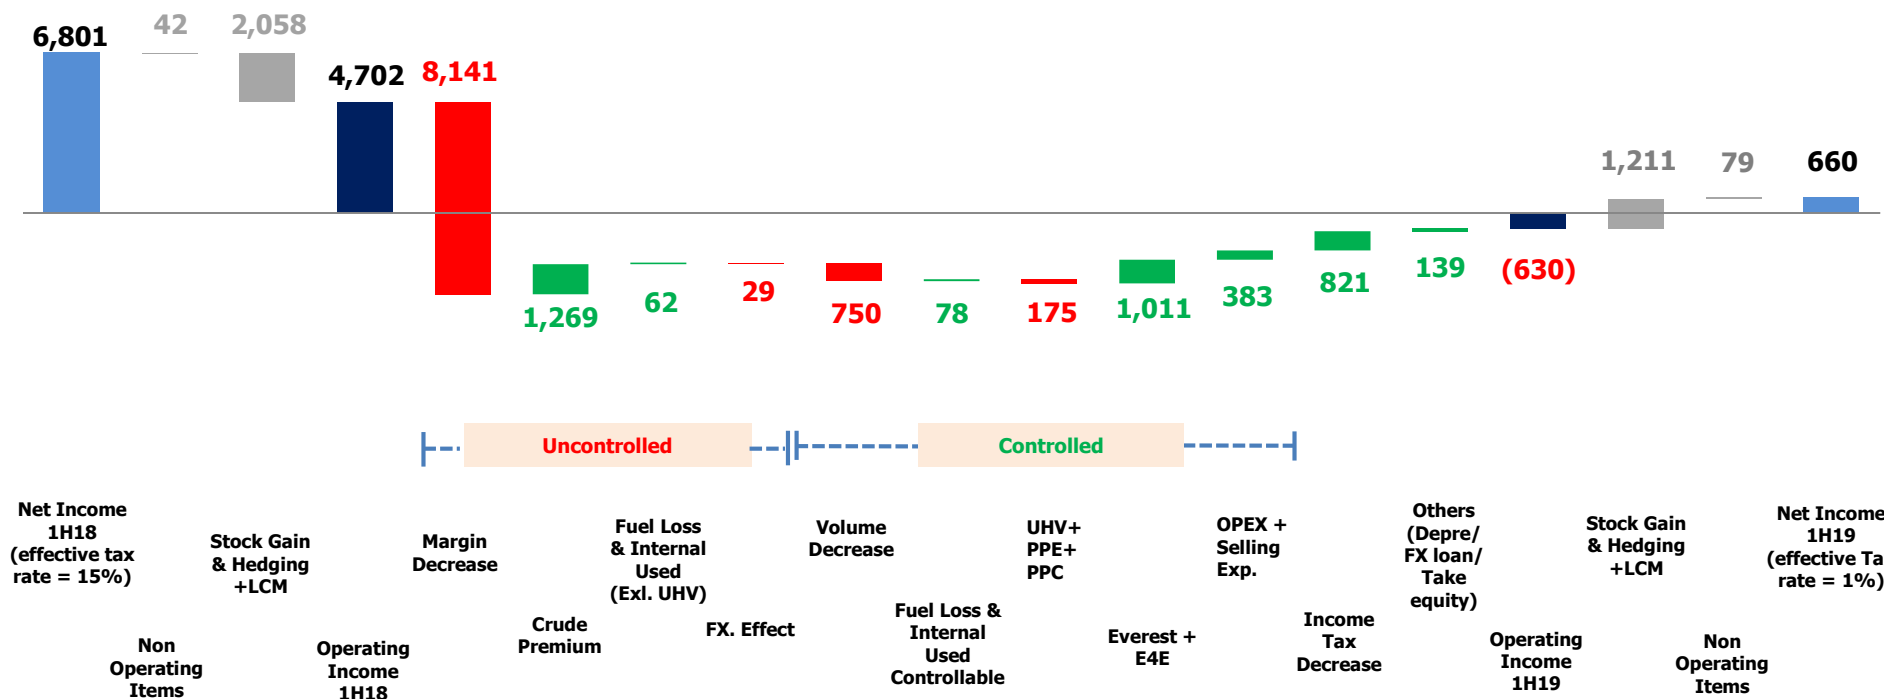 6,801
42
2,058
4,702
8,141
1,269
62
29
750
78
175
1,011
383
821
139
(630)
1,211
79
660
Uncontrolled
Controlled
Net Income
1H18
(effective tax
rate = 15%)
Non
Operating
Items
Stock Gain
& Hedging
+LCM
Operating
Income
1H18
Margin
Decrease
Crude
Premium
Fuel Loss
& Internal
Used
(Exl. UHV)
FX. Effect
Volume
Decrease
Fuel Loss &
Internal
Used
Controllable
UHV+
PPE+
PPC
Everest +
E4E
OPEX +
Selling
Exp.
Income
Tax
Decrease
Others
(Depre/
FX loan/
Take
equity)
Operating
Income
1H19
Stock Gain
& Hedging
+LCM
Non
Operating
Items
Net Income
1H19
(effective Ta
rate = 1%)